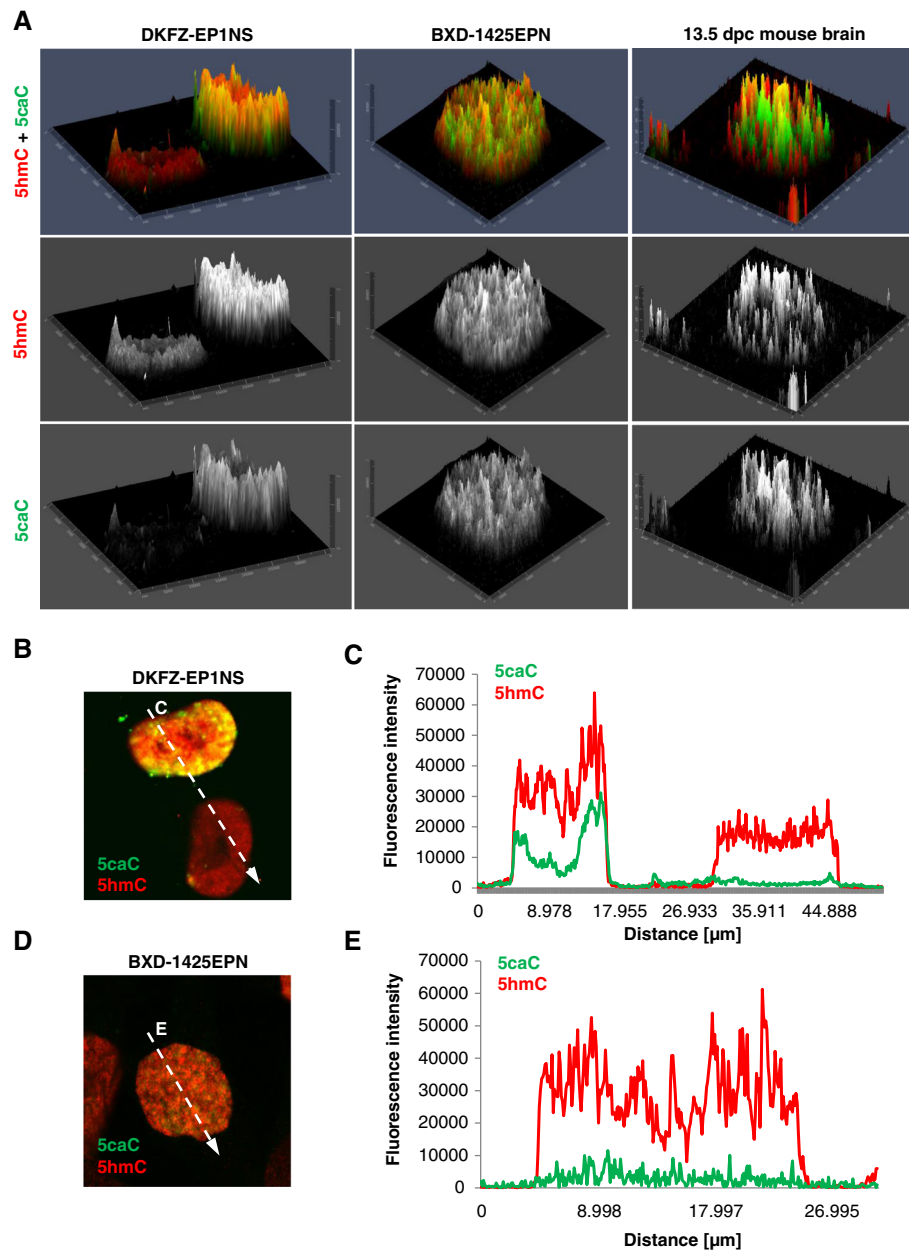 A
DKFZ-EP1NS
BXD-1425EPN
13.5 dpc mouse brain
5hmC + 5caC
5hmC
5caC
B
DKFZ-EP1NS
C
5caC
5hmC
C
5caC
5hmC
Fluorescence intensity
70000
60000
50000
40000
30000
20000
10000
0
0 8.978 17.955 26.933 35.911 44.888
Distance [µm]
D
BXD-1425EPN
E
5caC
5hmC
E
5caC
5hmC
Fluorescence intensity
70000
60000
50000
40000
30000
20000
10000
0
0 8.998 17.997 26.995
Distance [µm]